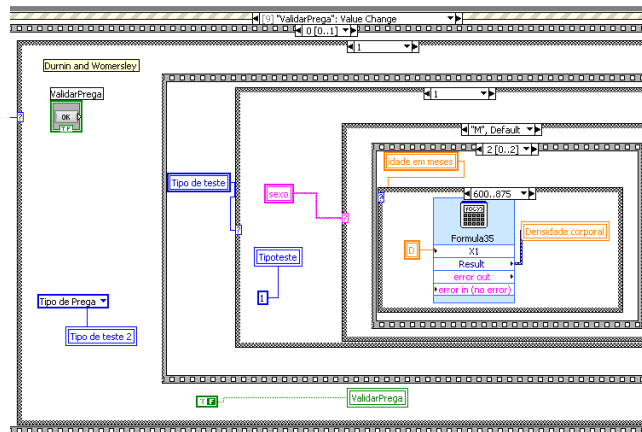 [9] "ValidarPrega": Value Change
0 [0..1]
1
Durnin and Womersley
ValidarPrega
OK
TF
?
1
"M", Default
2 [0..2]
idade em meses
Tipo de teste
?
sexo
?
600..875
Formula35
D
X1
Result
error out
error in (no error)
Densidade corporal
Tipoteste
1
Tipo de Prega
Tipo de teste 2
T F
ValidarPrega